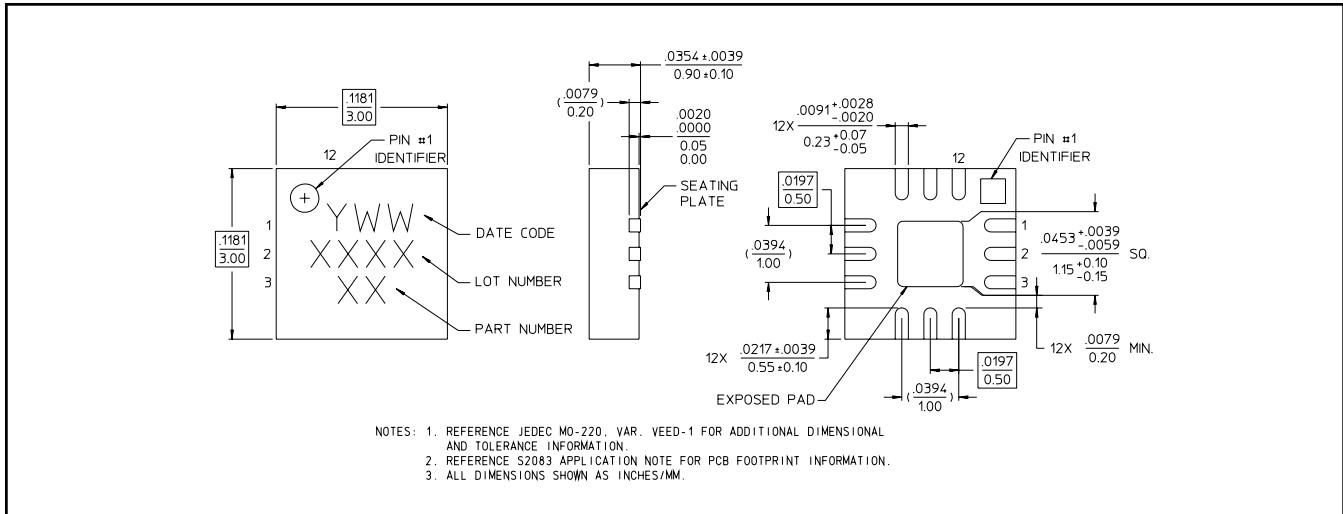 .1181
3.00
12
PIN #1
IDENTIFIER
.1181
3.00
1
2
3
YWW
XXXX
XX
DATE CODE
LOT NUMBER
PART NUMBER
.0354 ±.0039
0.90 ±0.10
(.0079
0.20)
.0020
.0000
0.05
0.00
SEATING
PLATE
12X .0091 +.0028
-.0020
0.23 +0.07
-0.05
12
PIN #1
IDENTIFIER
.0197
0.50
(.0394
1.00)
1
2
3
.0453 +.0039
-.0059
1.15 +0.10
-0.15
SQ.
12X .0217 ±.0039
0.55 ±0.10
12X .0079
0.20 MIN.
.0197
0.50
(.0394
1.00)
EXPOSED PAD
NOTES: 1. REFERENCE JEDEC MO-220, VAR. VEED-1 FOR ADDITIONAL DIMENSIONAL
AND TOLERANCE INFORMATION.
2. REFERENCE S2083 APPLICATION NOTE FOR PCB FOOTPRINT INFORMATION.
3. ALL DIMENSIONS SHOWN AS INCHES/MM.